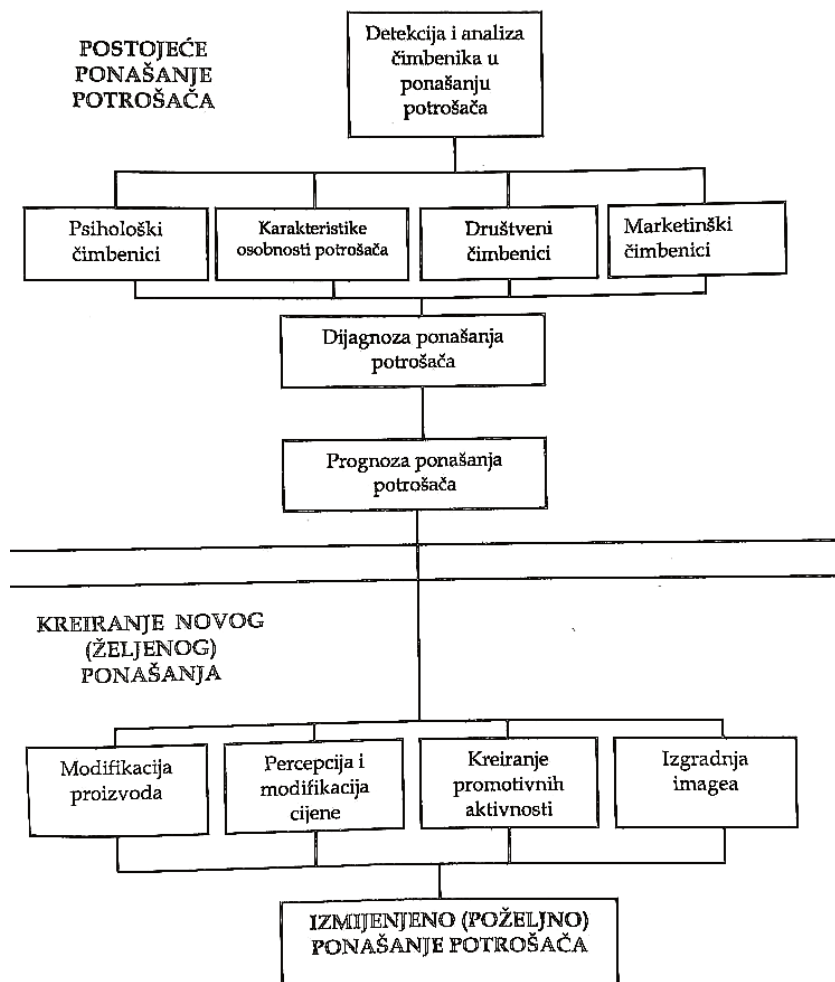 POSTOJEĆE
PONAŠANJE
POTROŠAČA
Detekcija i analiza
čimbenika u
ponašanju
potrošača
Psihološki
čimbenici
Karakteristike
osobnosti potrošača
Društveni
čimbenici
Marketinški
čimbenici
Dijagnoza ponašanja
potrošača
Prognoza ponašanja
potrošača
KREIRANJE NOVOG
(ŽELJENOG)
PONAŠANJA
Modifikacija
proizvoda
Percepcija i
modifikacija
cijene
Kreiranje
promotivnih
aktivnosti
Izgradnja
imagea
IZMIJENJENO (POŽELJNO)
PONAŠANJE POTROŠAČA